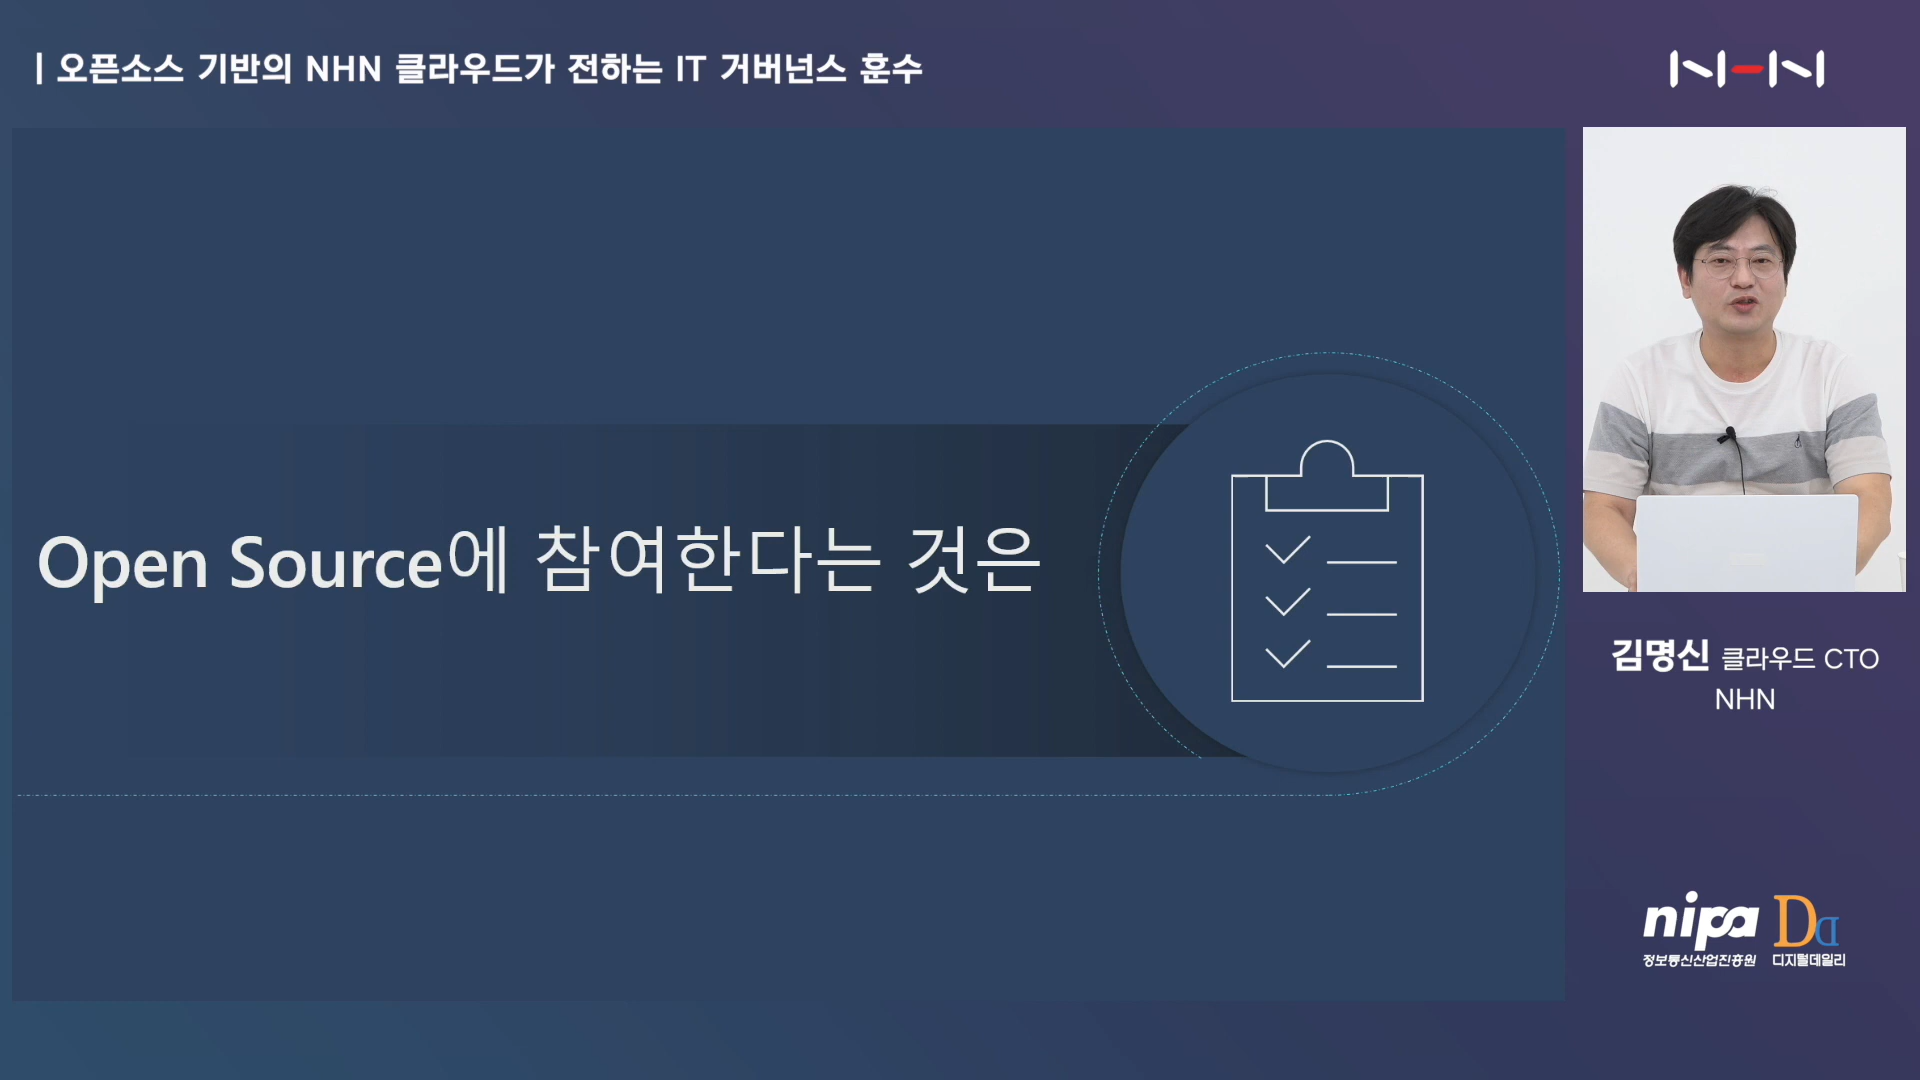 | 오픈소스 기반의 NHN 클라우드가 전하는 IT 거버넌스 훈수
NHN
Open Source에 참여한다는 것은
김명신 클라우드 CTO
NHN
nipa
정보통신산업진흥원
DD
디지털데일리